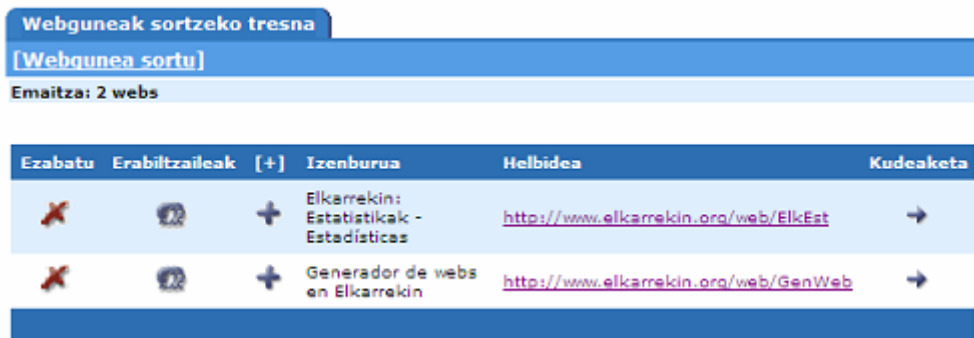 Webguneak sortzeko tresna
[Webgunea sortu]
Emaitza: 2 webs
Ezabatu Erabiltzaileak [+] Izenburua Helbidea Kudeaketa
Elkarrekin:
Estatistikak -
Estadísticas
http://www.elkarrekin.org/web/ElkEst
Generador de webs
en Elkarrekin
http://www.elkarrekin.org/web/GenWeb